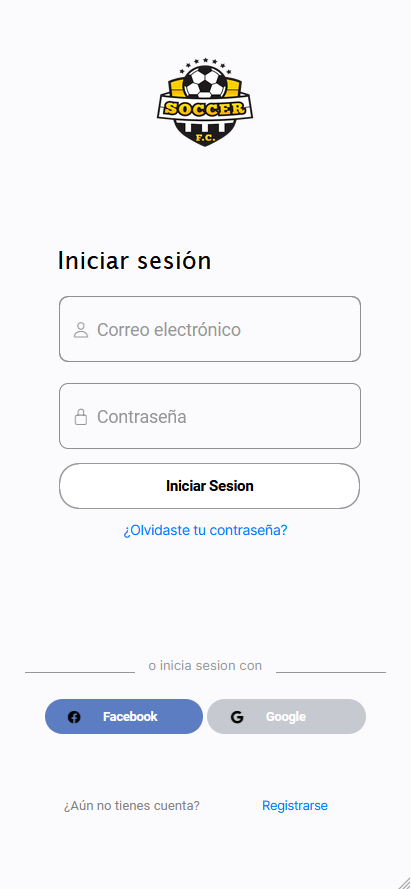 SOCCER
F.C.
Iniciar sesión
Correo electrónico
Contraseña
Iniciar Sesion
¿Olvidaste tu contraseña?
o inicia sesion con
Facebook
Google
¿Aún no tienes cuenta? Registrarse